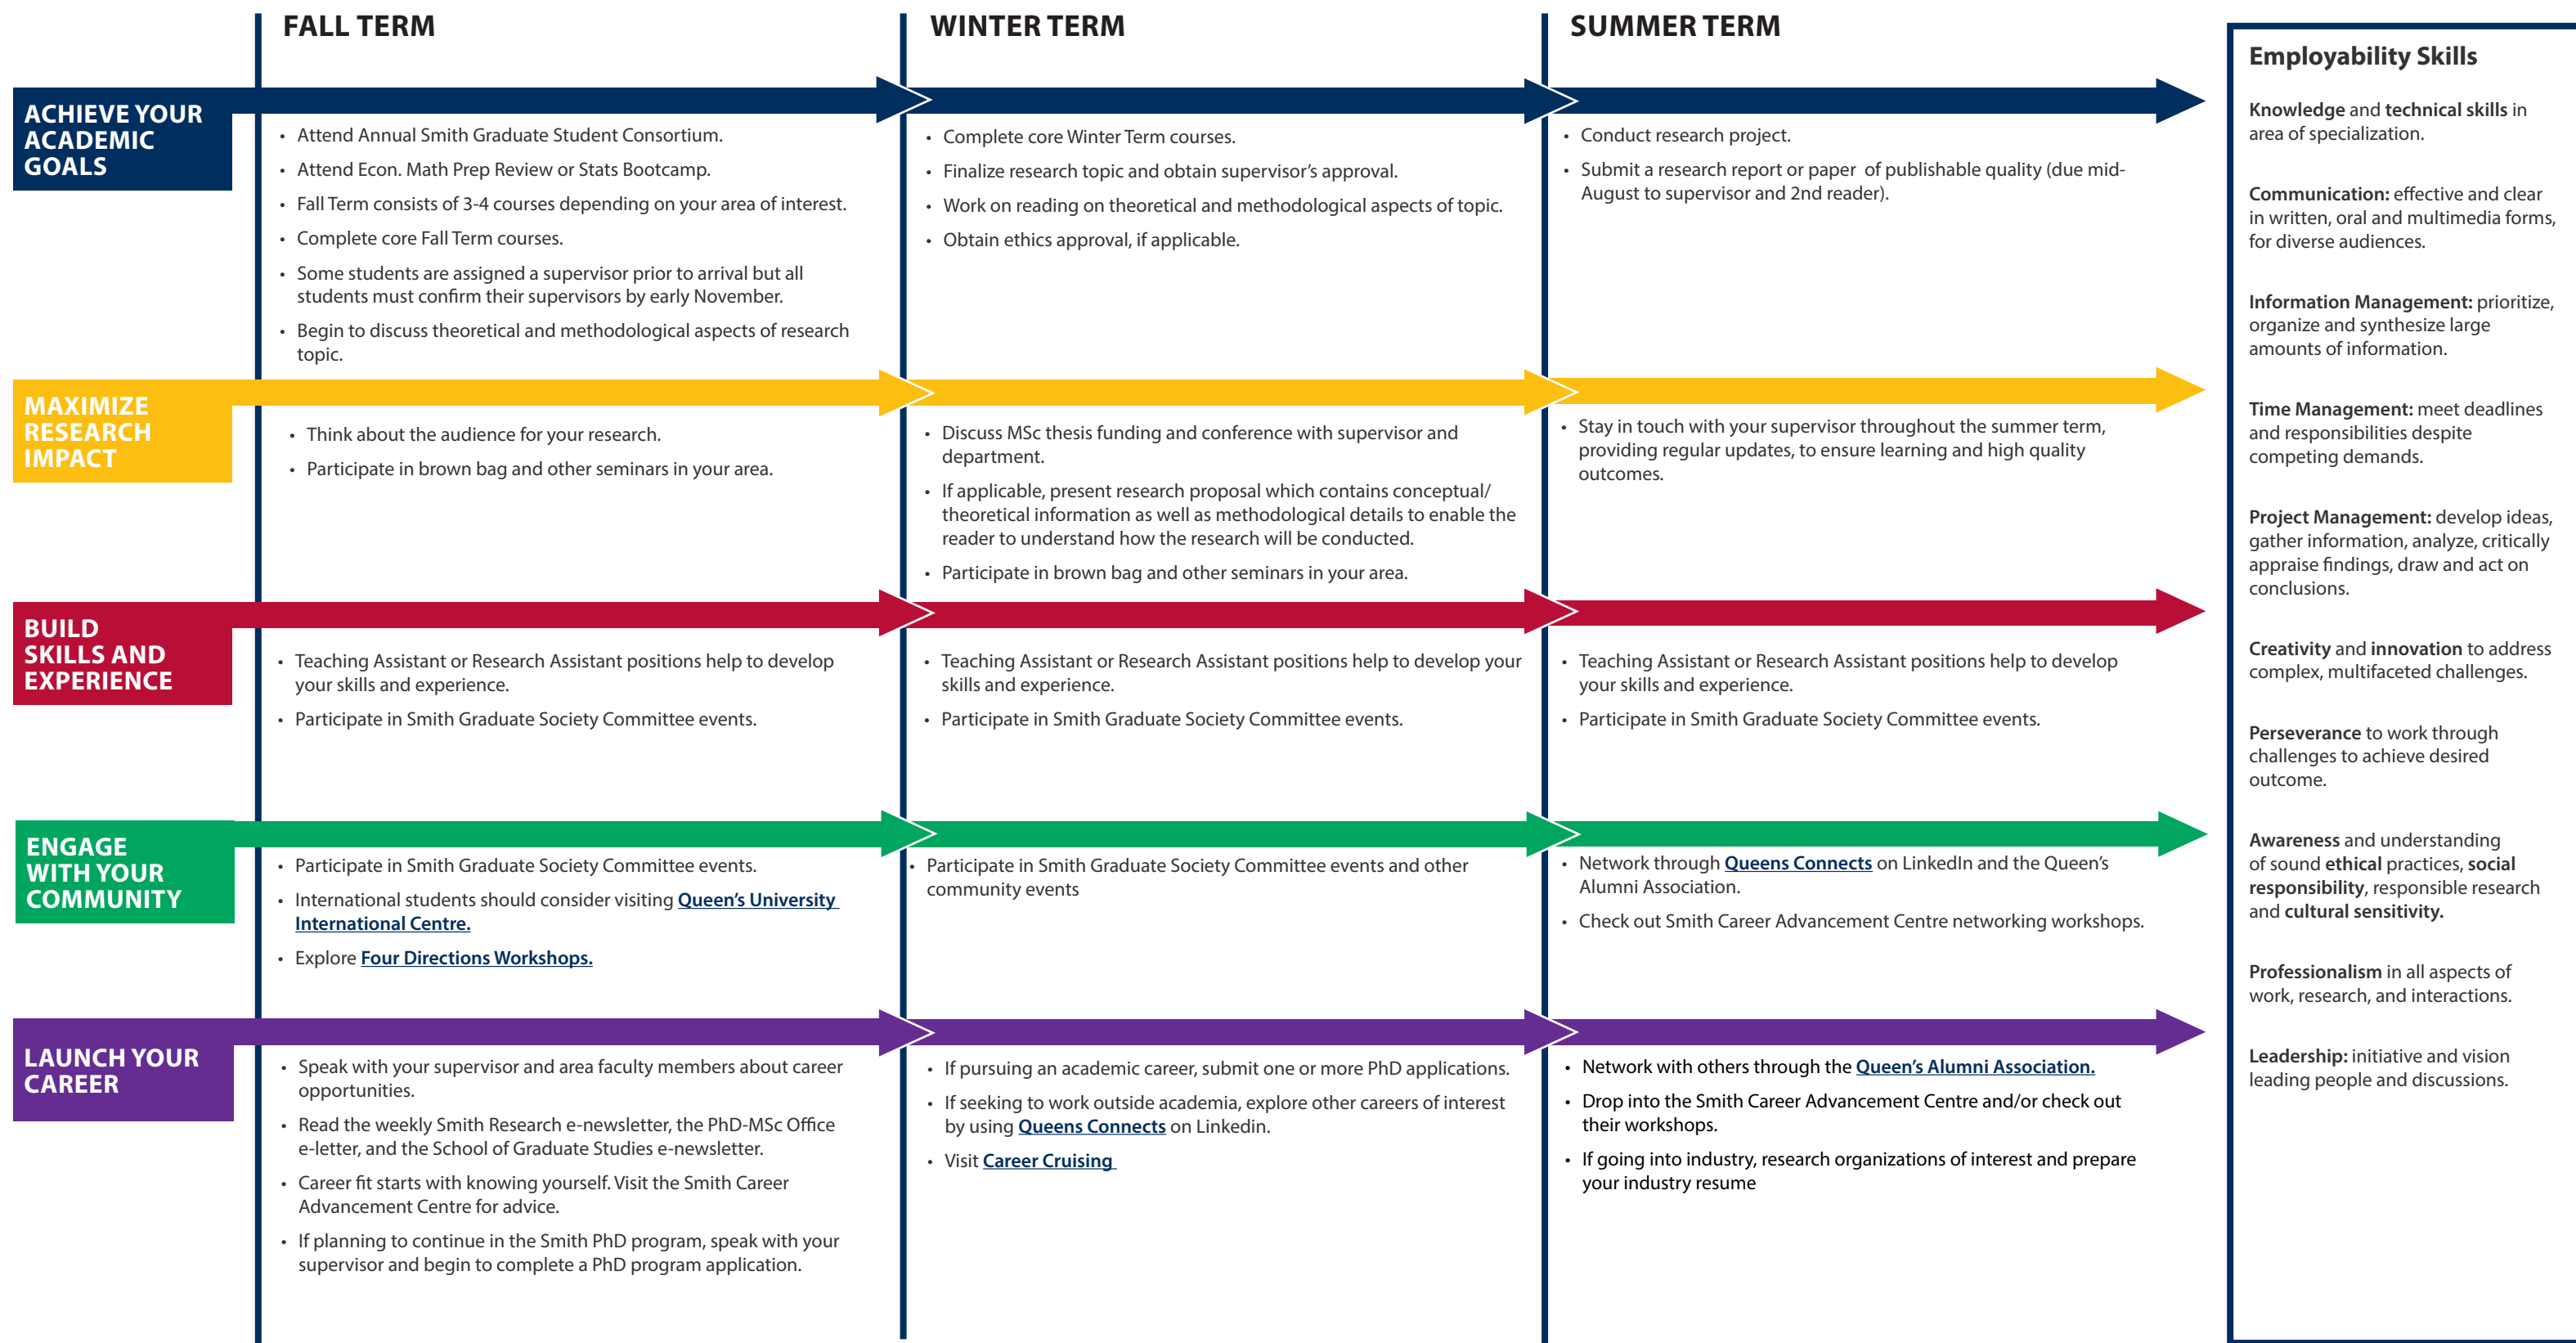 FALL TERM
WINTER TERM
SUMMER TERM
ACHIEVE YOUR
ACADEMIC
GOALS
• Attend Annual Smith Graduate Student Consortium.
• Attend Econ. Math Prep Review or Stats Bootcamp.
• Fall Term consists of 3-4 courses depending on your area of interest.
• Complete core Fall Term courses.
• Some students are assigned a supervisor prior to arrival but all
students must confirm their supervisors by early November.
• Begin to discuss theoretical and methodological aspects of research
topic.
• Complete core Winter Term courses.
• Finalize research topic and obtain supervisor's approval.
• Work on reading on theoretical and methodological aspects of topic.
• Obtain ethics approval, if applicable.
• Conduct research project.
• Submit a research report or paper of publishable quality (due mid-
August to supervisor and 2nd reader).
MAXIMIZE
RESEARCH
IMPACT
• Think about the audience for your research.
• Participate in brown bag and other seminars in your area.
• Discuss MSc thesis funding and conference with supervisor and
department.
• If applicable, present research proposal which contains conceptual/
theoretical information as well as methodological details to enable the
reader to understand how the research will be conducted.
• Participate in brown bag and other seminars in your area.
• Stay in touch with your supervisor throughout the summer term,
providing regular updates, to ensure learning and high quality
outcomes.
BUILD
SKILLS AND
EXPERIENCE
• Teaching Assistant or Research Assistant positions help to develop
your skills and experience.
• Participate in Smith Graduate Society Committee events.
• Teaching Assistant or Research Assistant positions help to develop your
skills and experience.
• Participate in Smith Graduate Society Committee events.
• Teaching Assistant or Research Assistant positions help to develop
your skills and experience.
• Participate in Smith Graduate Society Committee events.
ENGAGE
WITH YOUR
COMMUNITY
• Participate in Smith Graduate Society Committee events.
• International students should consider visiting Queen's University
International Centre.
• Explore Four Directions Workshops.
• Participate in Smith Graduate Society Committee events and other
community events
• Network through Queens Connects on LinkedIn and the Queen's
Alumni Association.
• Check out Smith Career Advancement Centre networking workshops.
LAUNCH YOUR
CAREER
• Speak with your supervisor and area faculty members about career
opportunities.
• Read the weekly Smith Research e-newsletter, the PhD-MSc Office
e-letter, and the School of Graduate Studies e-newsletter.
• Career fit starts with knowing yourself. Visit the Smith Career
Advancement Centre for advice.
• If planning to continue in the Smith PhD program, speak with your
supervisor and begin to complete a PhD program application.
• If pursuing an academic career, submit one or more PhD applications.
• If seeking to work outside academia, explore other careers of interest
by using Queens Connects on Linkedin.
• Visit Career Cruising
• Network with others through the Queen's Alumni Association.
• Drop into the Smith Career Advancement Centre and/or check out
their workshops.
• If going into industry, research organizations of interest and prepare
your industry resume
Employability Skills
Knowledge and technical skills in
area of specialization.
Communication: effective and clear
in written, oral and multimedia forms,
for diverse audiences.
Information Management: prioritize,
organize and synthesize large
amounts of information.
Time Management: meet deadlines
and responsibilities despite
competing demands.
Project Management: develop ideas,
gather information, analyze, critically
appraise findings, draw and act on
conclusions.
Creativity and innovation to address
complex, multifaceted challenges.
Perseverance to work through
challenges to achieve desired
outcome.
Awareness and understanding
of sound ethical practices, social
responsibility, responsible research
and cultural sensitivity.
Professionalism in all aspects of
work, research, and interactions.
Leadership: initiative and vision
leading people and discussions.